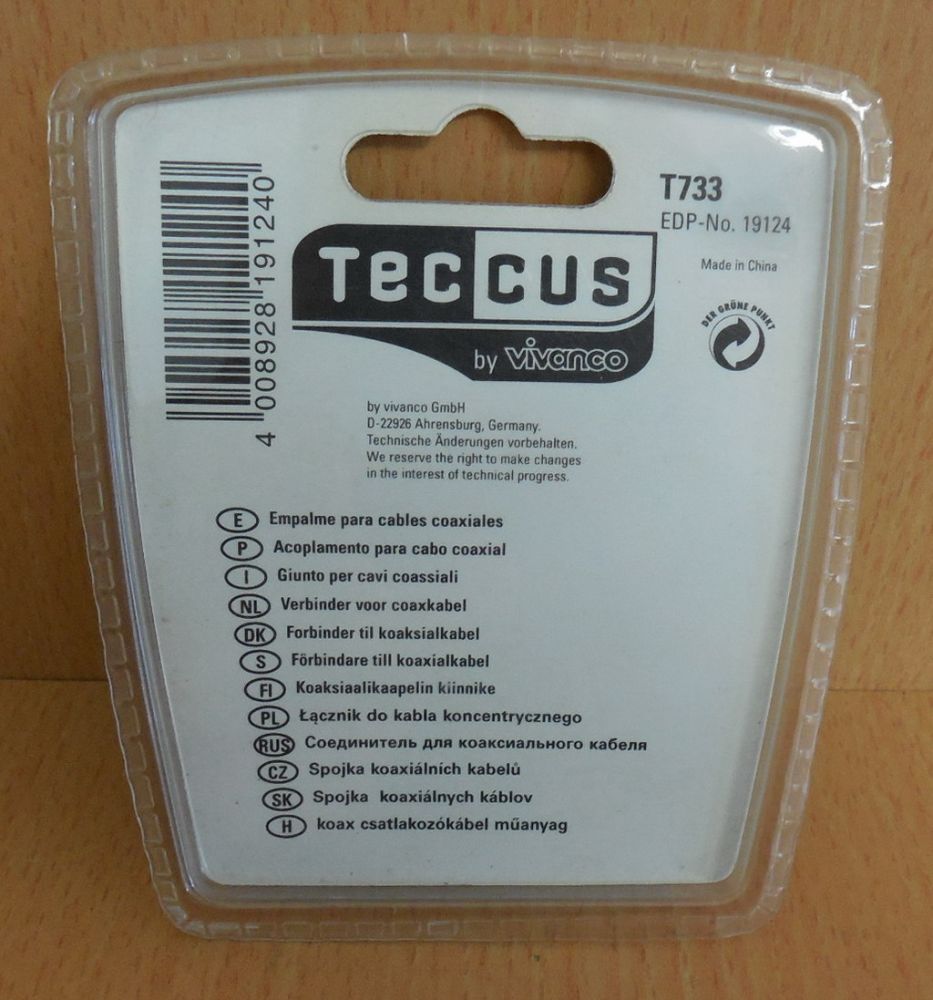 4 008928 191240
T733
EDP-No. 19124
Made in China
DER GRÜNE PUNKT
Teccus
by vivanco
by vivanco GmbH
D-22926 Ahrensburg, Germany.
Technische Änderungen vorbehalten.
We reserve the right to make changes
in the interest of technical progress.
E Empalme para cables coaxiales
P Acoplamento para cabo coaxial
I Giunto per cavi coassiali
NL Verbinder voor coaxkabel
DK Forbinder til koaksialkabel
S Förbindare till koaxialkabel
FI Koaksiaalikaapelin kiinnike
PL Łącznik do kabla koncentrycznego
RUS Соединитель для коаксиального кабеля
CZ Spojka koaxiálních kabelů
SK Spojka koaxiálnych káblov
H koax csatlakozókábel műanyag